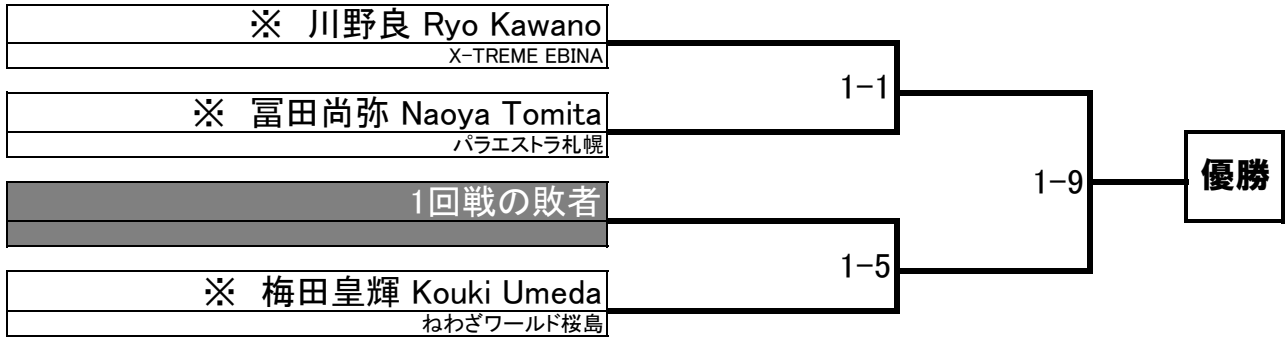 ※ 川野良 Ryo Kawano
X-TREME EBINA
1-1
※ 冨田尚弥 Naoya Tomita
パラエストラ札幌
1回戦の敗者
1-9
優勝
1-5
※ 梅田皇輝 Kouki Umeda
ねわざワールド桜島